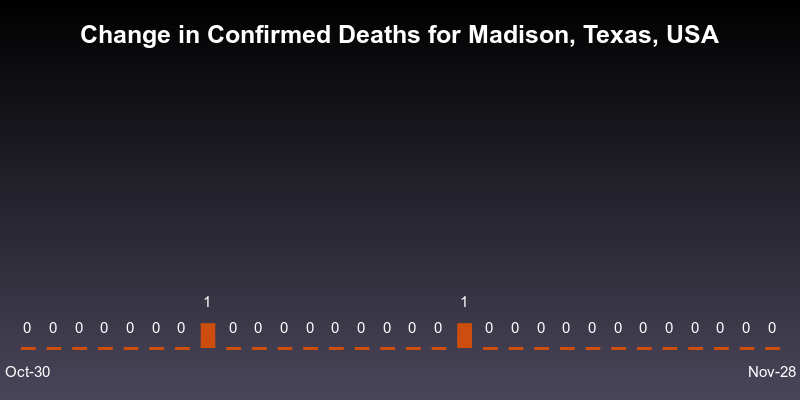 Change in Confirmed Deaths for Madison, Texas, USA
1 1
0 0 0 0 0 0 0 0 0 0 0 0 0 0 0 0 0 0 0 0 0 0 0 0 0 0 0 0
Oct-30 Nov-28